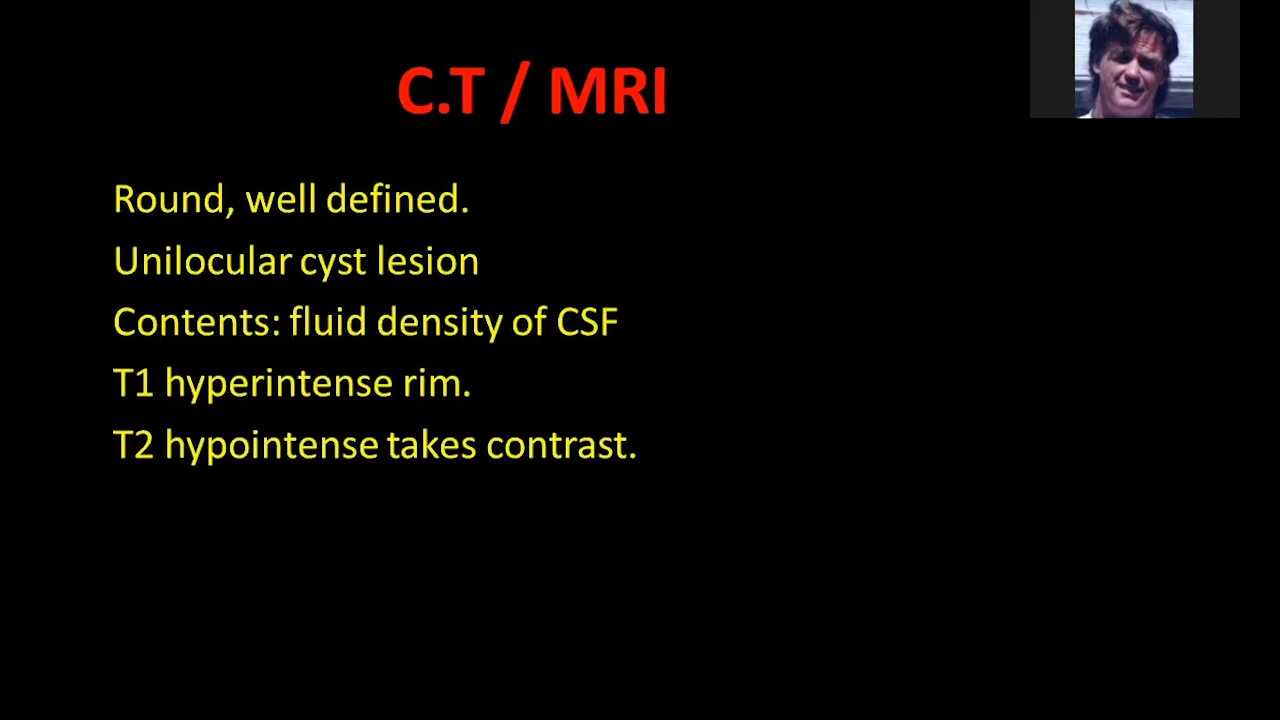 C.T / MRI
Round, well defined.
Unilocular cyst lesion
Contents: fluid density of CSF
T1 hyperintense rim.
T2 hypointense takes contrast.